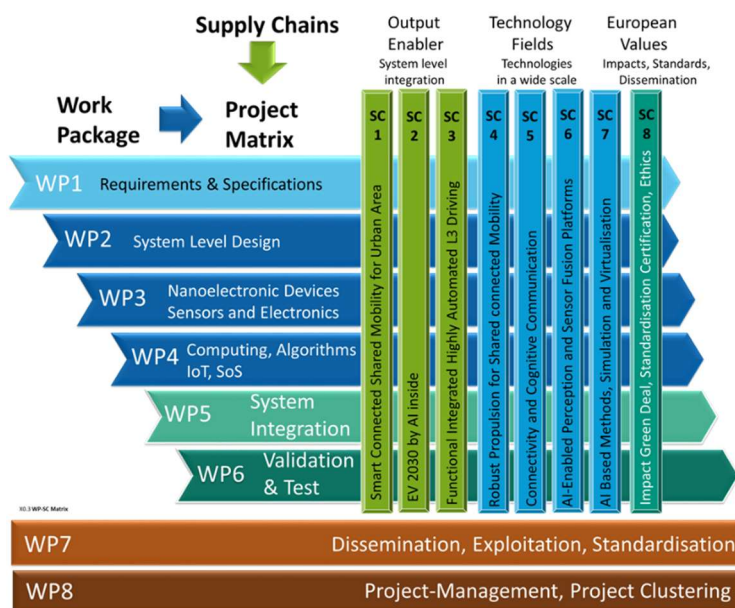 Supply Chains
Output
Enabler
System level
integration
Technology
Fields
Technologies
in a wide scale
European
Values
Impacts, Standards,
Dissemination
Work
Package
Project
Matrix
SC
1
SC
2
SC
3
SC
4
SC
5
SC
6
SC
7
SC
8
Smart Connected Shared Mobility for Urban Area
EV 2030 by AI inside
Functional Integrated Highly Automated L3 Driving
Robust Propulsion for Shared connected Mobility
Connectivity and Cognitive Communication
AI-Enabled Perception and Sensor Fusion Platforms
AI Based Methods, Simulation and Virtualisation
Impact Green Deal, Standardisation Certification, Ethics
WP1 Requirements & Specifications
WP2 System Level Design
WP3 Nanoelectronic Devices
Sensors and Electronics
WP4 Computing, Algorithms
IoT, SoS
WP5 System
Integration
WP6 Validation
& Test
X0.3 WP-SC Matrix
WP7 Dissemination, Exploitation, Standardisation
WP8 Project-Management, Project Clustering